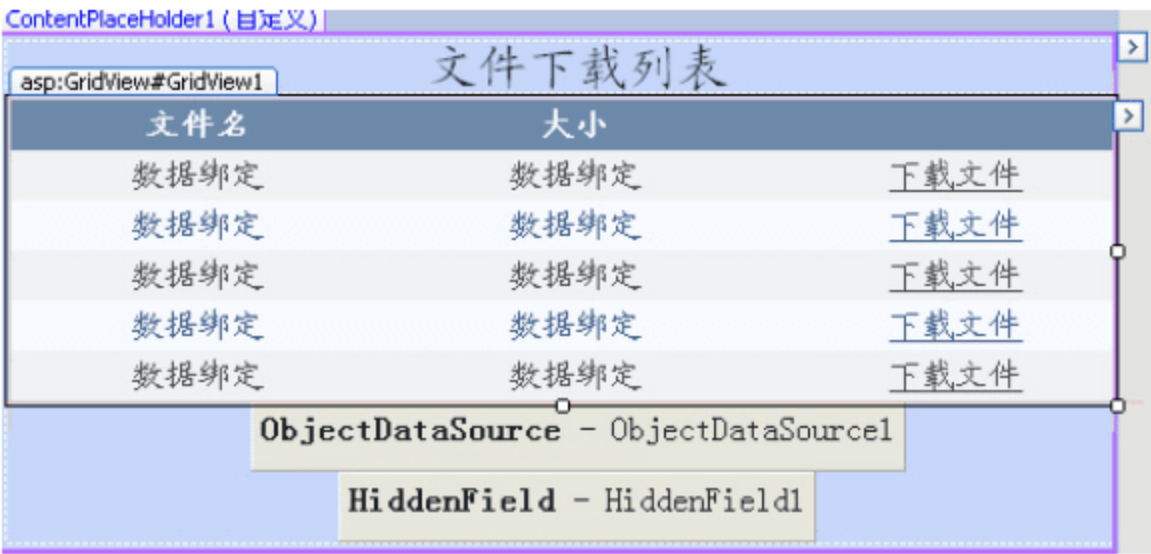 ContentPlaceHolder1 (自定义)
文件下载列表
asp:GridView#GridView1
文件名 大小
数据绑定 数据绑定 下载文件
数据绑定 数据绑定 下载文件
数据绑定 数据绑定 下载文件
数据绑定 数据绑定 下载文件
数据绑定 数据绑定 下载文件
ObjectDataSource - ObjectDataSource1
HiddenField - HiddenField1